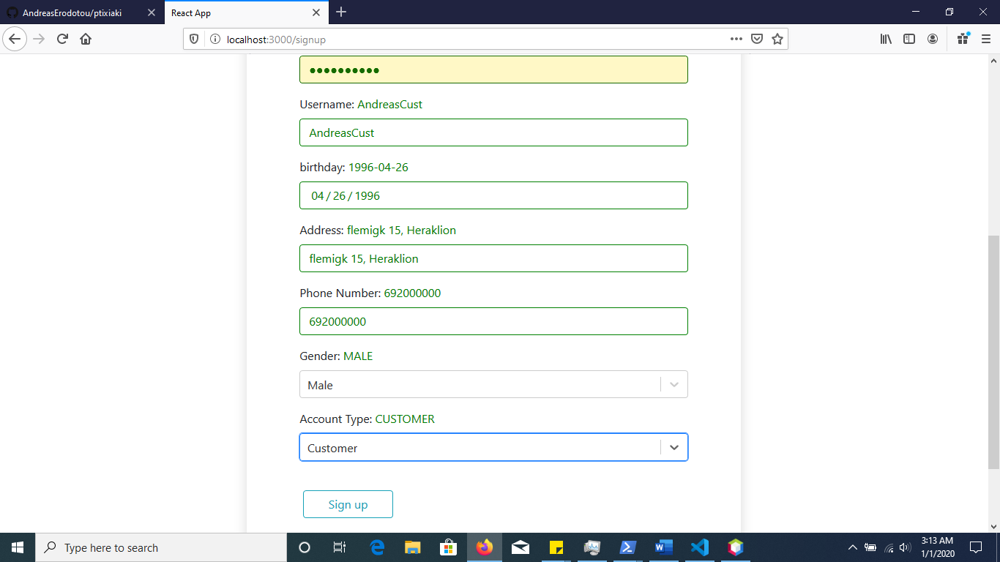 AndreasErodotou/ptixiaki
React App
localhost:3000/signup
●●●●●●●●●●
Username: AndreasCust
AndreasCust
birthday: 1996-04-26
04 / 26 / 1996
Address: flemigk 15, Heraklion
flemigk 15, Heraklion
Phone Number: 692000000
692000000
Gender: MALE
Male
Account Type: CUSTOMER
Customer
Sign up
Type here to search
3:13 AM
1/1/2020